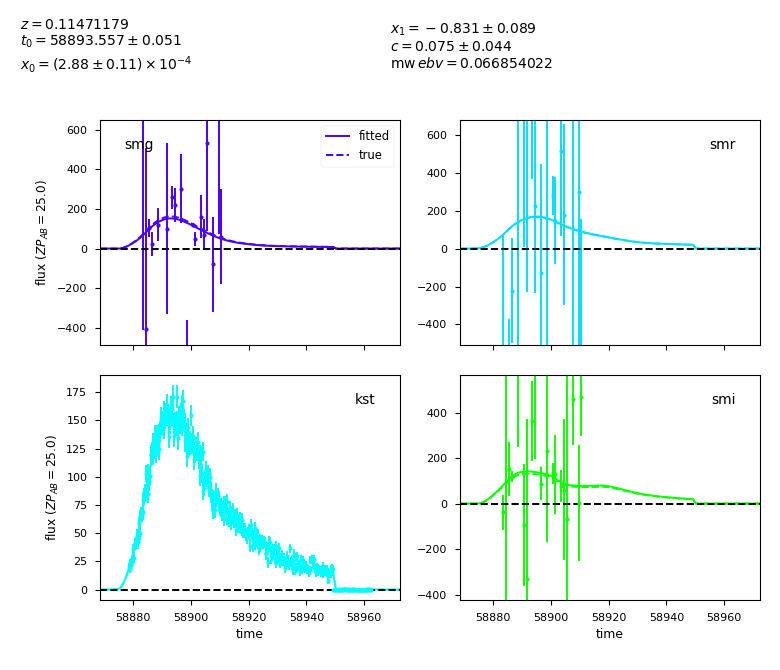 z = 0.11471179
t₀ = 58893.557 ± 0.051
x₀ = (2.88 ± 0.11) × 10⁻⁴
x₁ = −0.831 ± 0.089
c = 0.075 ± 0.044
mw ebv = 0.066854022
600
400
200
0
−200
−400
flux (ZP_AB = 25.0)
smg
fitted
true
600
400
200
0
−200
−400
smr
175
150
125
100
75
50
25
0
flux (ZP_AB = 25.0)
kst
58880 58900 58920 58940 58960
time
400
200
0
−200
−400
smi
58880 58900 58920 58940 58960
time